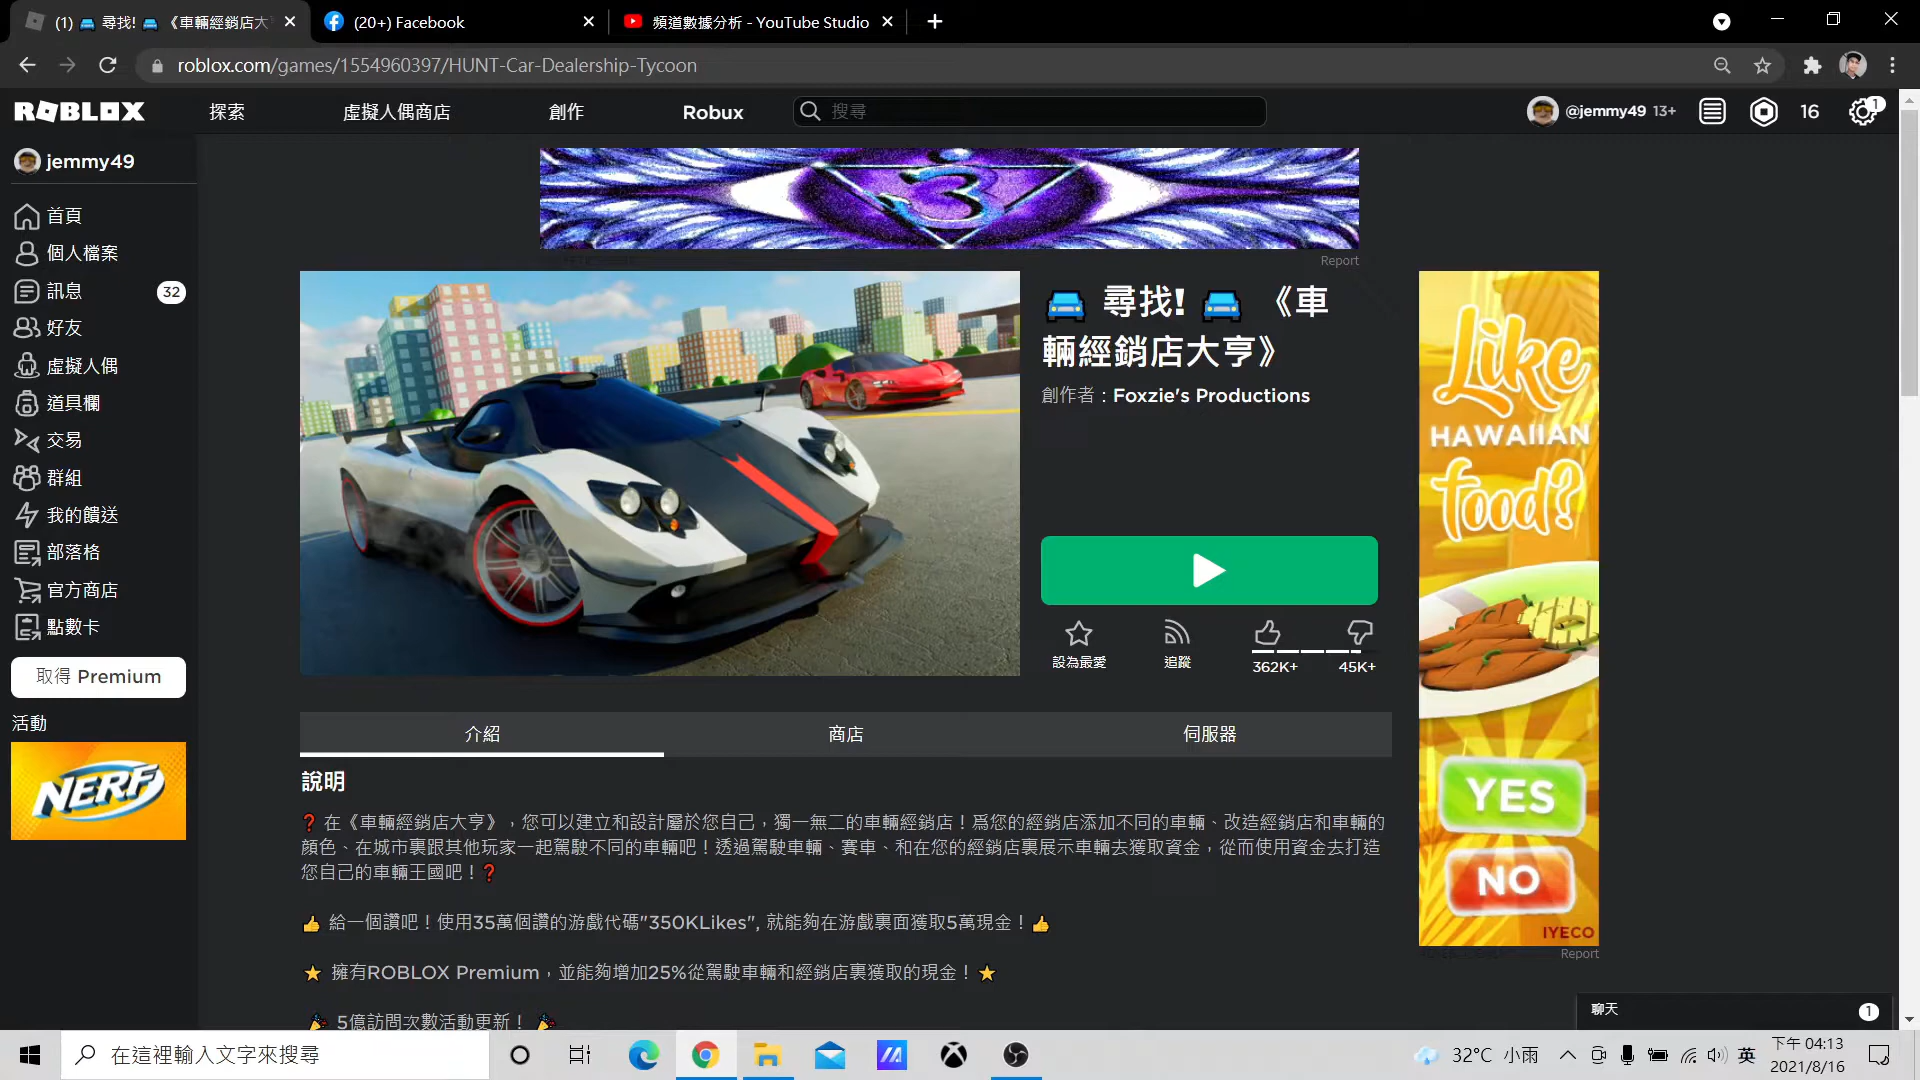 (1) 🚘 尋找! 🚘 《車輛經銷店大
(20+) Facebook
頻道數據分析 - YouTube Studio
roblox.com/games/1554960397/HUNT-Car-Dealership-Tycoon
ROBLOX
探索
虛擬人偶商店
創作
Robux
搜尋
@jemmy49 13+
16
1
jemmy49
首頁
個人檔案
訊息
32
好友
虛擬人偶
道具欄
交易
群組
我的饋送
部落格
官方商店
點數卡
取得 Premium
活動
NERF
3
Report
🚘 尋找! 🚘 《車
輛經銷店大亨》
創作者：Foxzie's Productions
設為最愛
追蹤
362K+
45K+
介紹
商店
伺服器
說明
❓ 在《車輛經銷店大亨》，您可以建立和設計屬於您自己，獨一無二的車輛經銷店！爲您的經銷店添加不同的車輛、改造經銷店和車輛的
顏色、在城市裏跟其他玩家一起駕駛不同的車輛吧！透過駕駛車輛、賽車、和在您的經銷店裏展示車輛去獲取資金，從而使用資金去打造
您自己的車輛王國吧！❓
👍 給一個讚吧！使用35萬個讚的游戲代碼"350KLikes", 就能夠在游戲裏面獲取5萬現金！👍
⭐ 擁有ROBLOX Premium，並能夠增加25%從駕駛車輛和經銷店裏獲取的現金！⭐
🎉 5億訪問次數活動更新！ 🎉
Like
HAWAIIAN
food?
YES
NO
IYECO
Report
聊天
1
在這裡輸入文字來搜尋
32°C 小雨
英
下午 04:13
2021/8/16